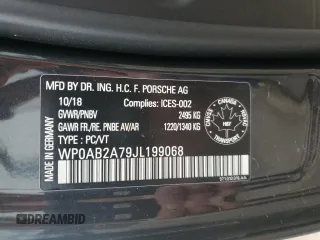 MFD. BY DR. ING. H.C. F. PORSCHE AG
10/18 Complies: ICES-002
GVWR/PNBV 2495 KG
GAWR FR./RE. PNBE AV/AR 1220/1340 KG
TYPE : PC/VT
WP0AB2A79JL199068
MADE IN GERMANY
CANADA
TRANSPORT
DREAMBID